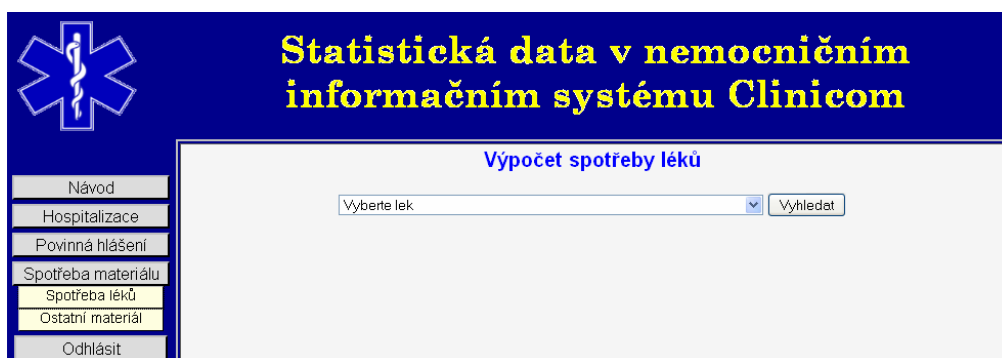 Statistická data v nemocničním
informačním systému Clinicom
Návod
Hospitalizace
Povinná hlášení
Spotřeba materiálu
Spotřeba léků
Ostatní materiál
Odhlásit
Výpočet spotřeby léků
Vyberte lek
Vyhledat